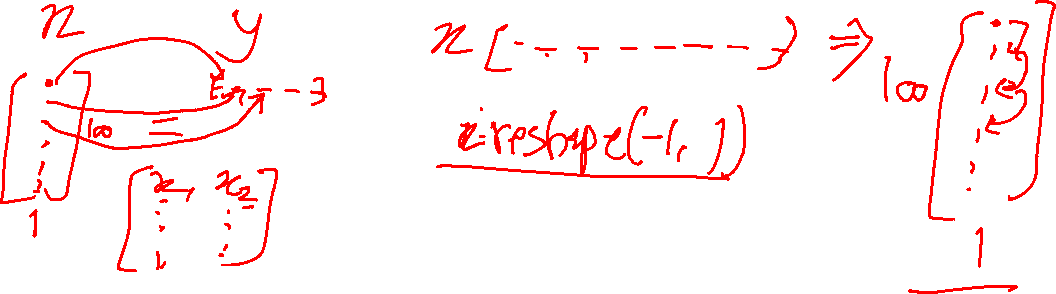 x y
100
1
x₁ x₂
x [ - - , - - - - - - ] ⇒
x.reshape(-1, 1)
100
1